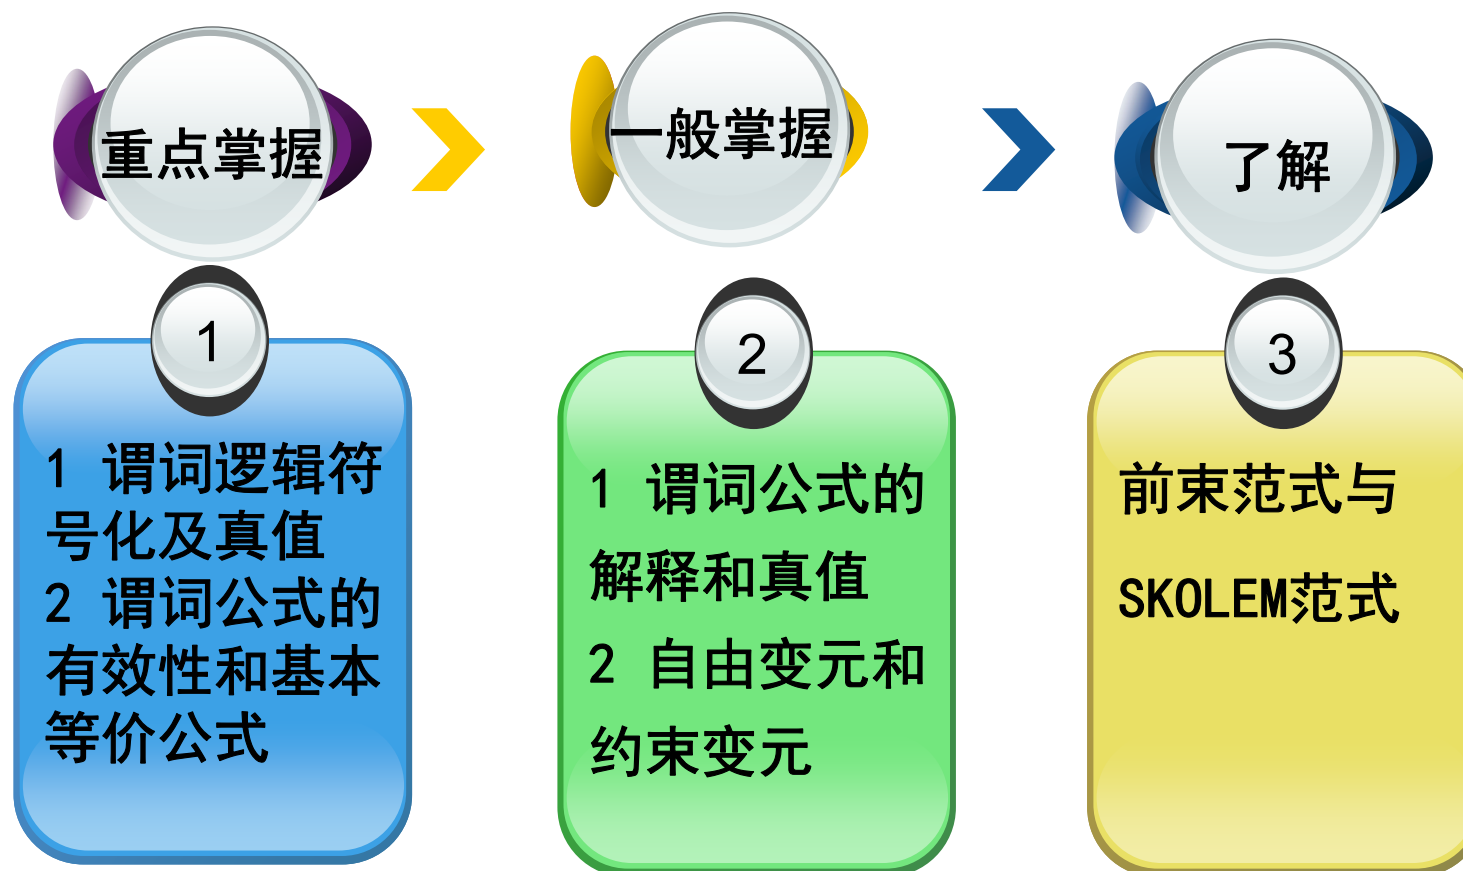 重点掌握
一般掌握
了解
1
1 谓词逻辑符
号化及真值
2 谓词公式的
有效性和基本
等价公式
2
1 谓词公式的
解释和真值
2 自由变元和
约束变元
3
前束范式与
SKOLEM范式